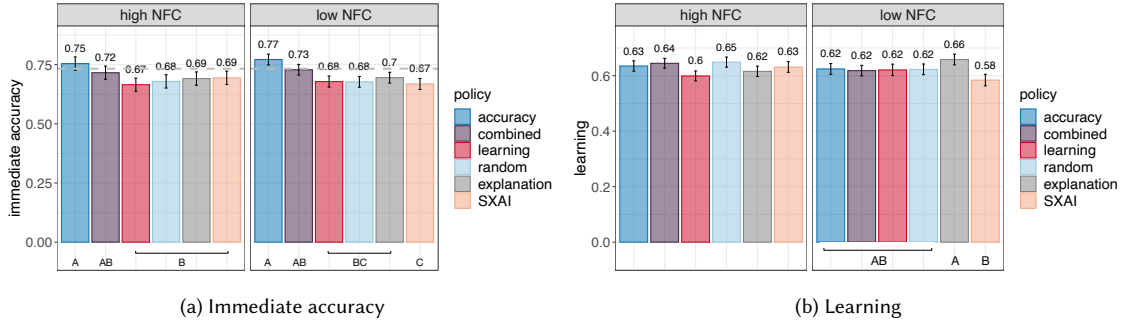 high NFC
low NFC
0.75
0.72
0.67
0.68
0.69
0.69
0.77
0.73
0.68
0.68
0.7
0.67
immediate accuracy
0.75
0.50
0.25
0.00
A
AB
B
A
AB
BC
C
policy
accuracy
combined
learning
random
explanation
SXAI
(a) Immediate accuracy
high NFC
low NFC
0.63
0.64
0.6
0.65
0.62
0.63
0.62
0.62
0.62
0.62
0.66
0.58
learning
0.6
0.4
0.2
0.0
AB
A
B
policy
accuracy
combined
learning
random
explanation
SXAI
(b) Learning